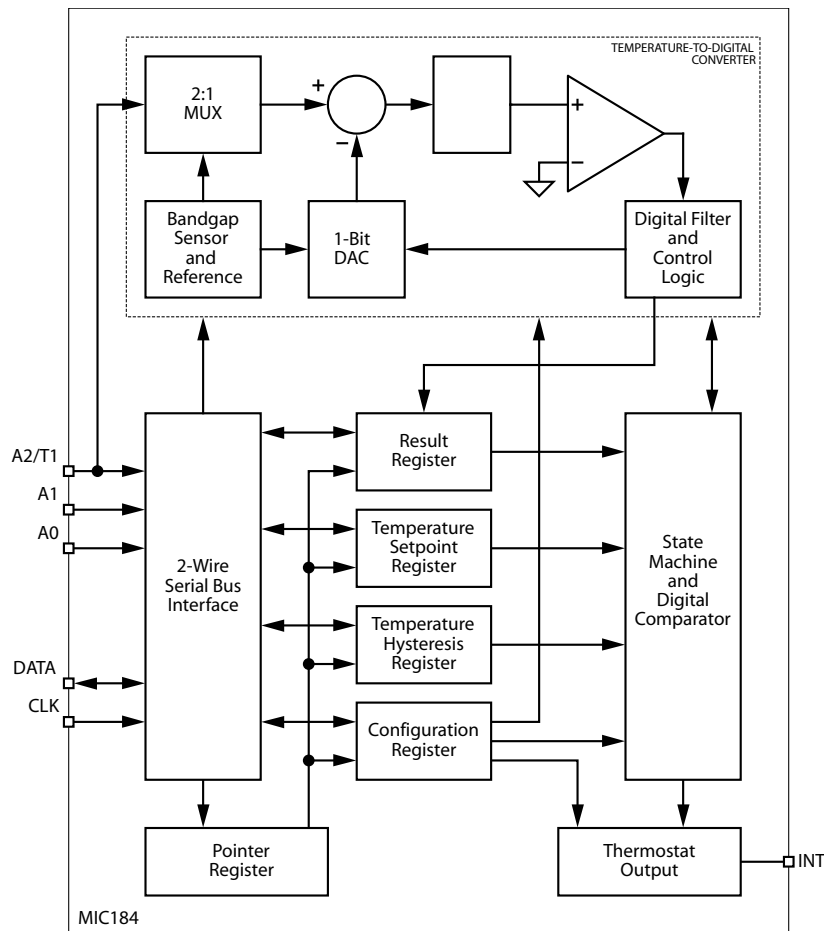 TEMPERATURE-TO-DIGITAL
CONVERTER
2:1
MUX
+
−
+
−
Bandgap
Sensor
and
Reference
1-Bit
DAC
Digital Filter
and
Control
Logic
A2/T1
A1
A0
DATA
CLK
2-Wire
Serial Bus
Interface
Result
Register
Temperature
Setpoint
Register
Temperature
Hysteresis
Register
Configuration
Register
State
Machine
and
Digital
Comparator
Pointer
Register
Thermostat
Output
INT
MIC184